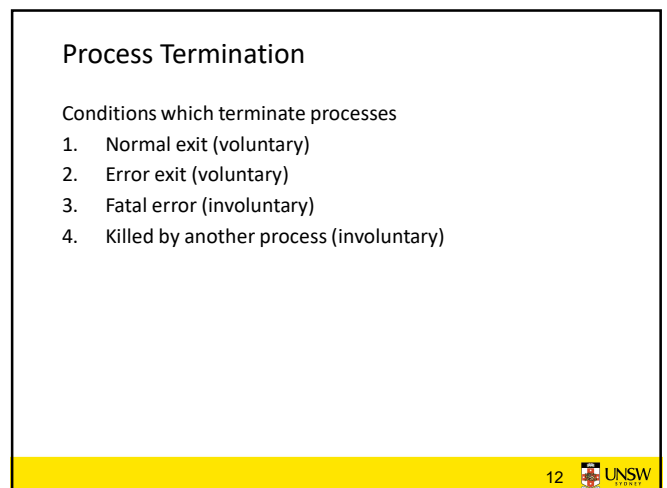 Process Termination
Conditions which terminate processes
1. Normal exit (voluntary)
2. Error exit (voluntary)
3. Fatal error (involuntary)
4. Killed by another process (involuntary)
12 UNSW
SYDNEY